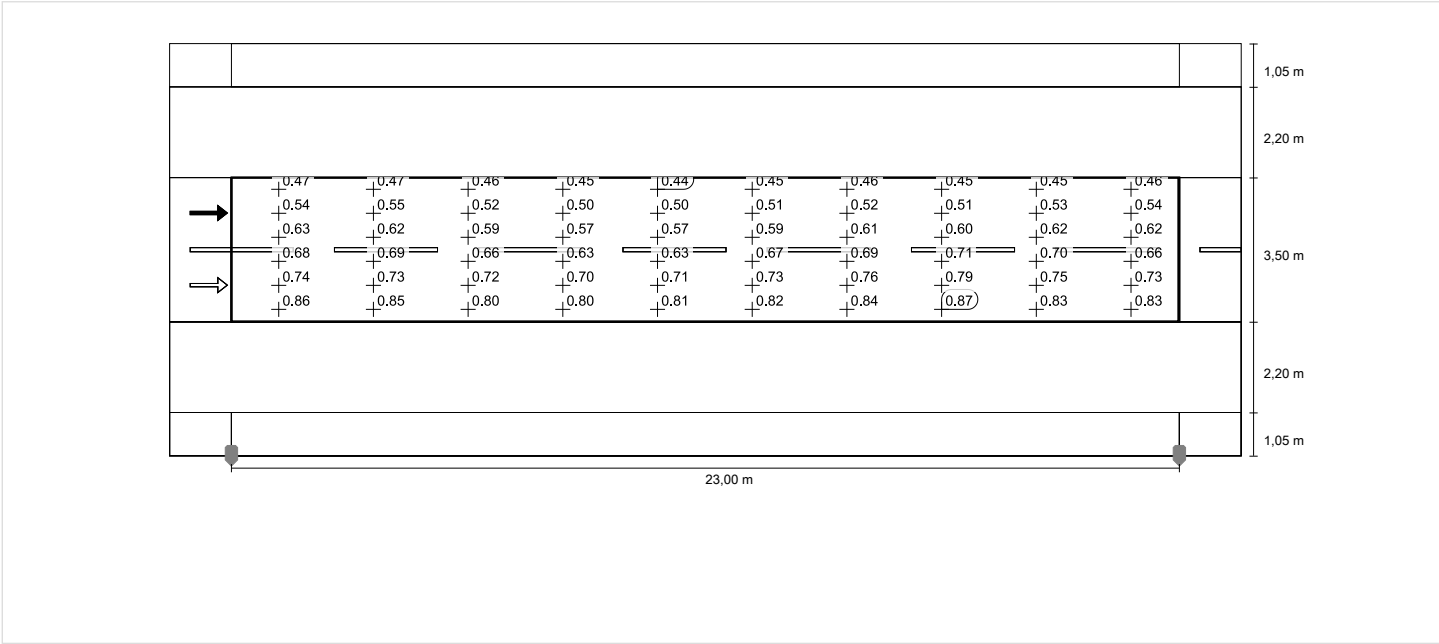 1,05 m
2,20 m
0.47 0.47 0.46 0.45 0.44 0.45 0.46 0.45 0.45 0.46
0.54 0.55 0.52 0.50 0.50 0.51 0.52 0.51 0.53 0.54
0.63 0.62 0.59 0.57 0.57 0.59 0.61 0.60 0.62 0.62
0.68 0.69 0.66 0.63 0.63 0.67 0.69 0.71 0.70 0.66
3,50 m
0.74 0.73 0.72 0.70 0.71 0.73 0.76 0.79 0.75 0.73
0.86 0.85 0.80 0.80 0.81 0.82 0.84 0.87 0.83 0.83
2,20 m
1,05 m
23,00 m